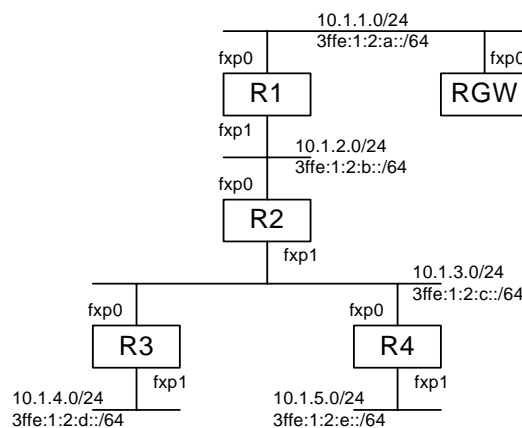 10.1.1.0/24
3ffe:1:2:a::/64
fxp0
fxp0
R1
RGW
fxp1
10.1.2.0/24
3ffe:1:2:b::/64
fxp0
R2
fxp1
10.1.3.0/24
3ffe:1:2:c::/64
fxp0
fxp0
R3
R4
fxp1
fxp1
10.1.4.0/24
3ffe:1:2:d::/64
10.1.5.0/24
3ffe:1:2:e::/64